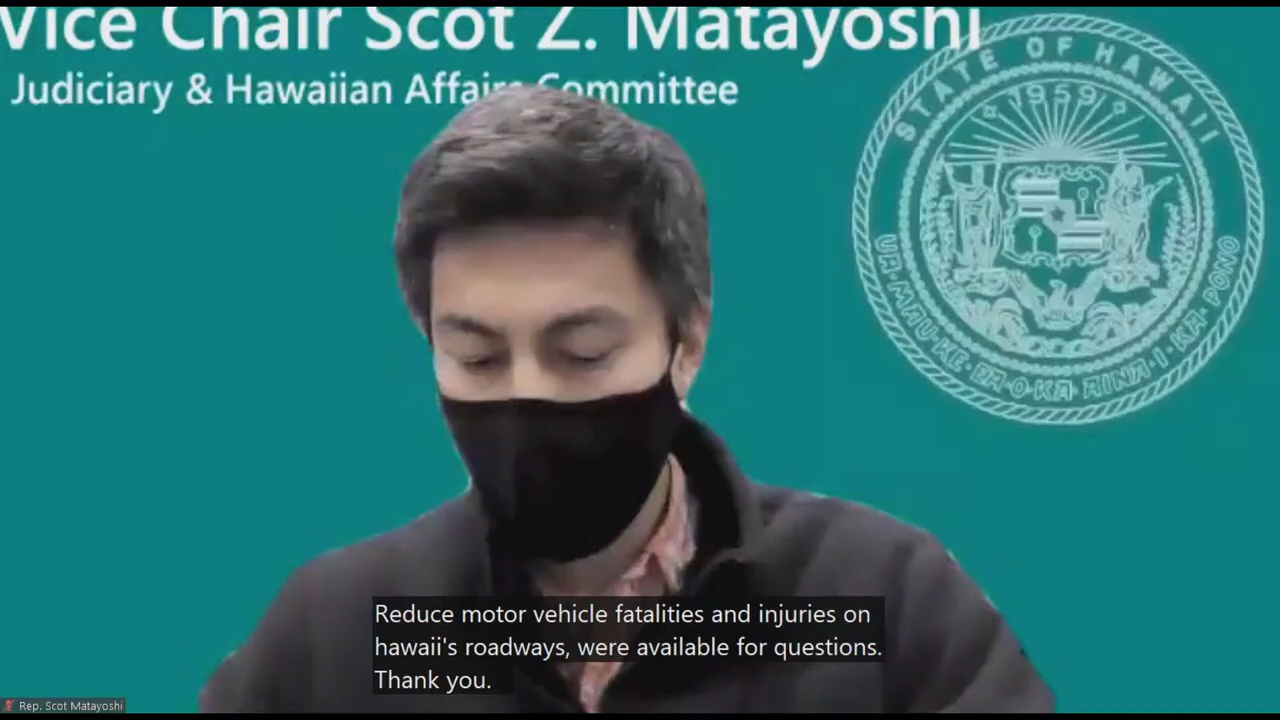 Vice Chair Scot Z. Matayoshi
Judiciary & Hawaiian Affairs Committee
STATE OF HAWAII
1959
UA·MAU·KE·EA·O·KA·AINA·I·KA·PONO
Reduce motor vehicle fatalities and injuries on
hawaii's roadways, were available for questions.
Thank you.
Rep. Scot Matayoshi